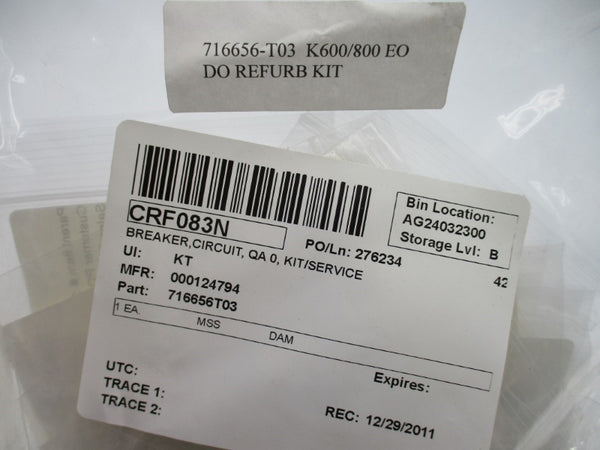 716656-T03 K600/800 EO
DO REFURB KIT
CRF083N
PO/Ln: 276234
Bin Location:
AG24032300
Storage Lvl: B
BREAKER,CIRCUIT, QA 0, KIT/SERVICE
42
UI: KT
MFR: 000124794
Part: 716656T03
1 EA. MSS DAM
Expires:
UTC:
TRACE 1:
TRACE 2:
REC: 12/29/2011